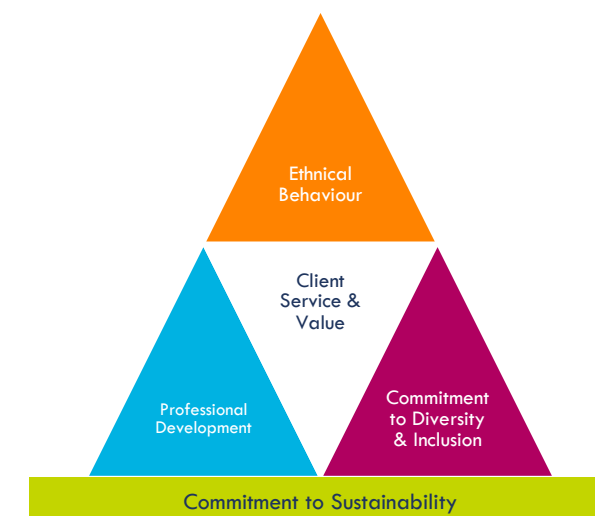 Ethnical
Behaviour
Client
Service &
Value
Professional
Development
Commitment
to Diversity
& Inclusion
Commitment to Sustainability